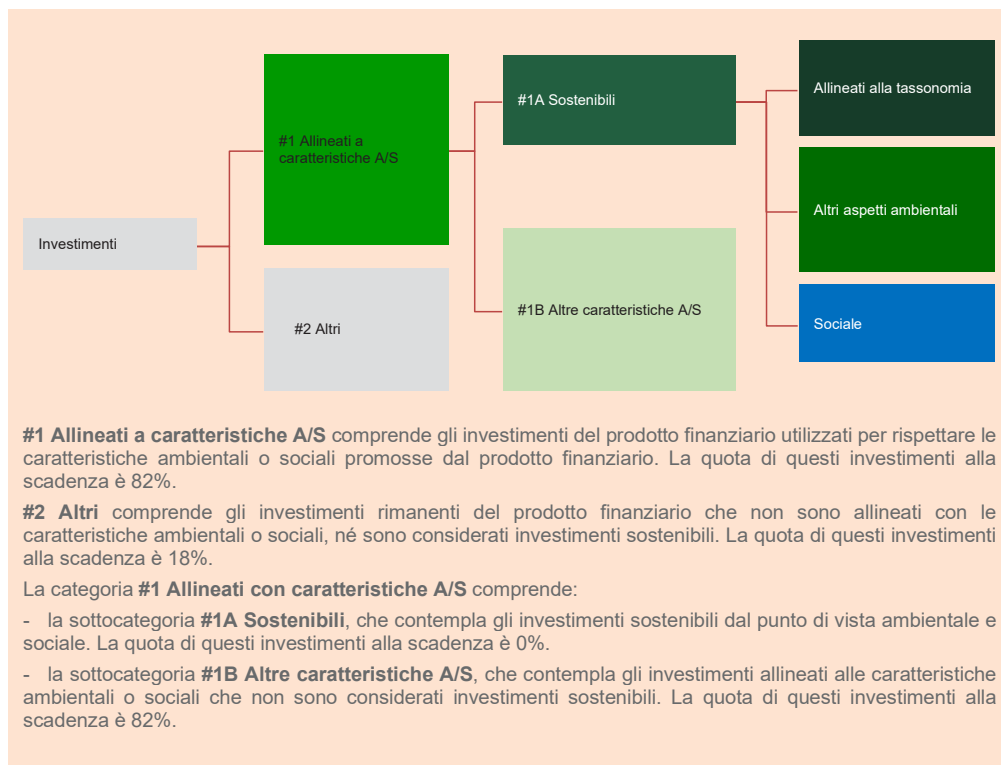 Allineati alla tassonomia
#1A Sostenibili
#1 Allineati a
caratteristiche A/S
Altri aspetti ambientali
Investimenti
#1B Altre caratteristiche A/S
#2 Altri
Sociale
#1 Allineati a caratteristiche A/S comprende gli investimenti del prodotto finanziario utilizzati per rispettare le
caratteristiche ambientali o sociali promosse dal prodotto finanziario. La quota di questi investimenti alla
scadenza è 82%.
#2 Altri comprende gli investimenti rimanenti del prodotto finanziario che non sono allineati con le
caratteristiche ambientali o sociali, né sono considerati investimenti sostenibili. La quota di questi investimenti
alla scadenza è 18%.
La categoria #1 Allineati con caratteristiche A/S comprende:
- la sottocategoria #1A Sostenibili, che contempla gli investimenti sostenibili dal punto di vista ambientale e
sociale. La quota di questi investimenti alla scadenza è 0%.
- la sottocategoria #1B Altre caratteristiche A/S, che contempla gli investimenti allineati alle caratteristiche
ambientali o sociali che non sono considerati investimenti sostenibili. La quota di questi investimenti alla
scadenza è 82%.